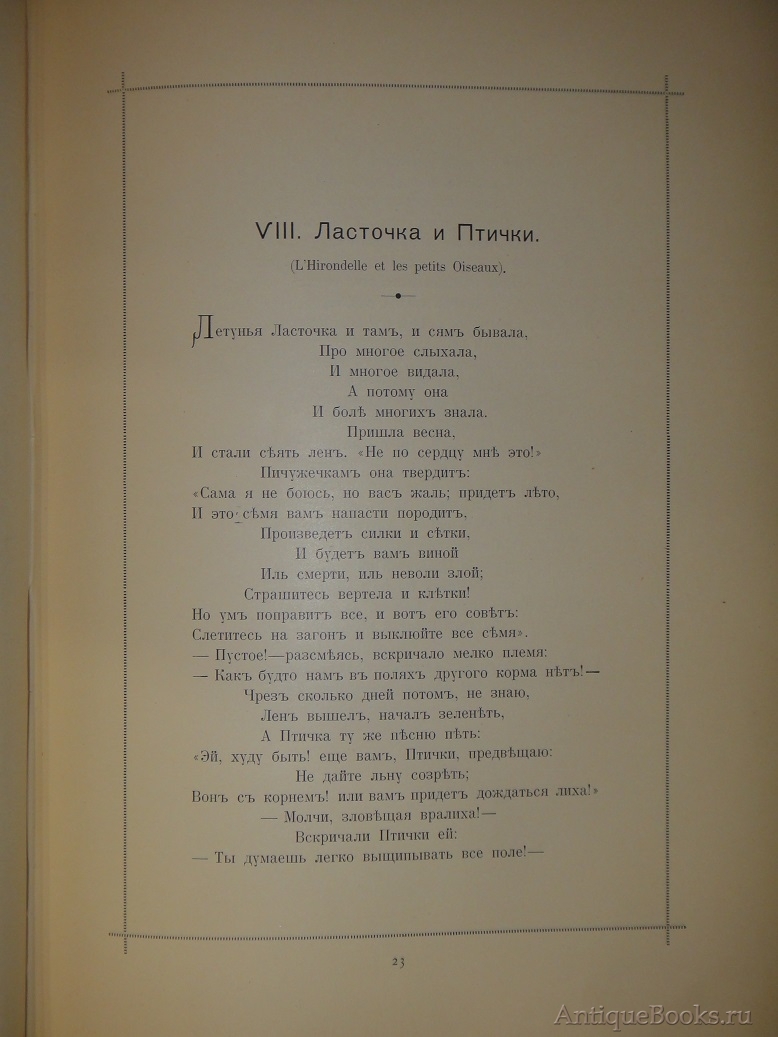 VIII. Ласточка и Птички.
(L'Hirondelle et les petits Oiseaux).
Летунья Ласточка и тамъ, и сямъ бывала,
Про многое слыхала,
И многое видала,
А потому она
И болѣ многихъ знала.
Пришла весна,
И стали сѣять ленъ. «Не по сердцу мнѣ это!»
Пичужечкамъ она твердитъ:
«Сама я не боюсь, но васъ жаль; придетъ лѣто,
И это сѣмя вамъ напасти породитъ,
Произведетъ силки и сѣтки,
И будетъ вамъ виной
Иль смерти, иль неволи злой;
Страшитесь вертела и клѣтки!
Но умъ поправитъ все, и вотъ его совѣтъ:
Слетитесь на загонъ и выклюйте все сѣмя».
— Пустое!—разсмѣясь, вскричало мелко племя:
— Какъ будто намъ въ поляхъ другого корма нѣтъ!—
Чрезъ сколько дней потомъ, не знаю,
Ленъ вышелъ, началъ зеленѣть,
А Птичка ту же пѣсню пѣть:
«Эй, худу быть! еще вамъ, Птички, предвѣщаю:
Не дайте льну созрѣть;
Вонъ съ корнемъ! или вамъ придетъ дождаться лиха!»
— Молчи, зловѣщая вралиха!—
Вскричали Птички ей:
— Ты думаешь легко выщипывать все поле!—
23
AntiqueBooks.ru